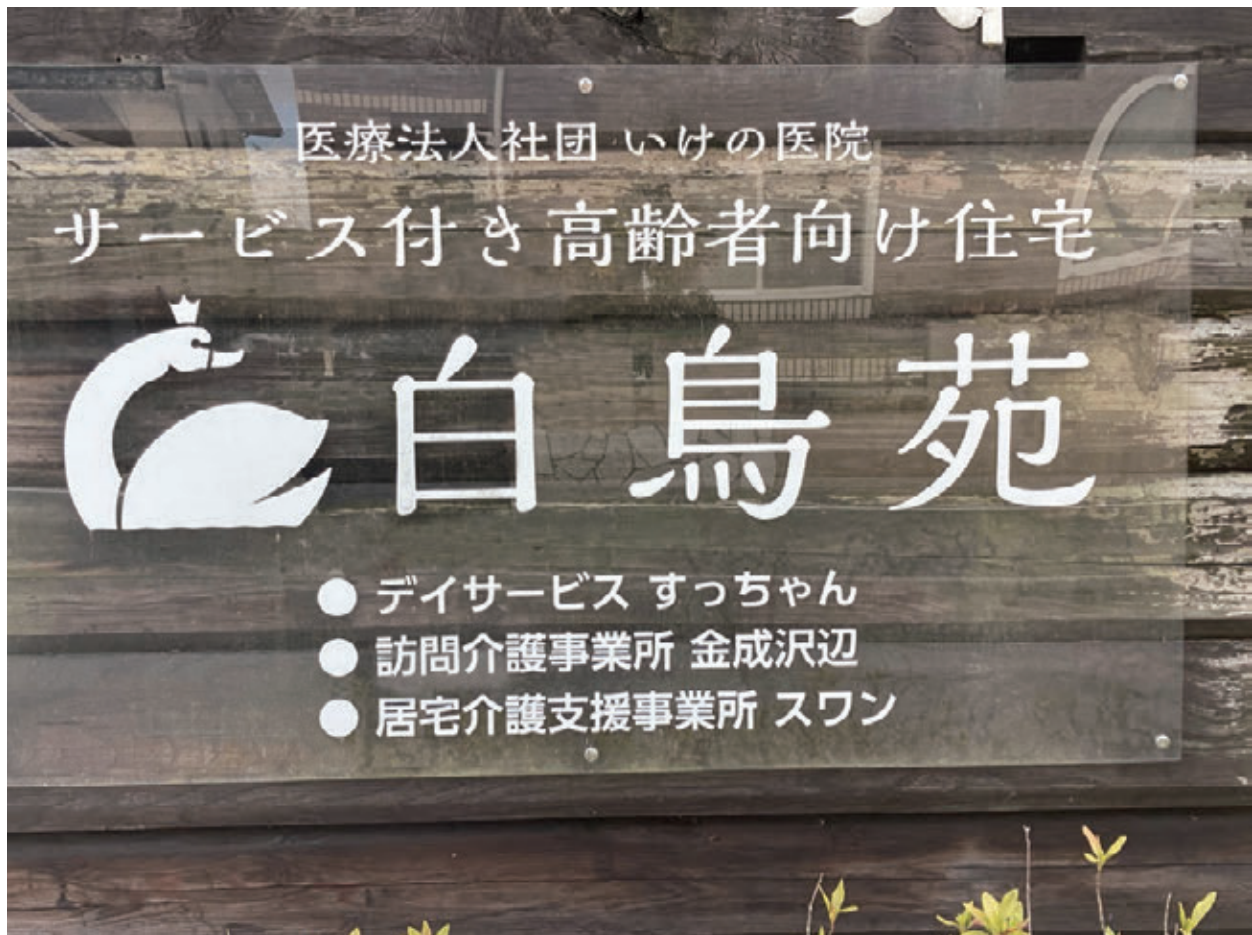 医療法人社団 いけの医院
サービス付き高齢者向け住宅
白鳥苑
● デイサービス すっちゃん
● 訪問介護事業所 金成沢辺
● 居宅介護支援事業所 スワン